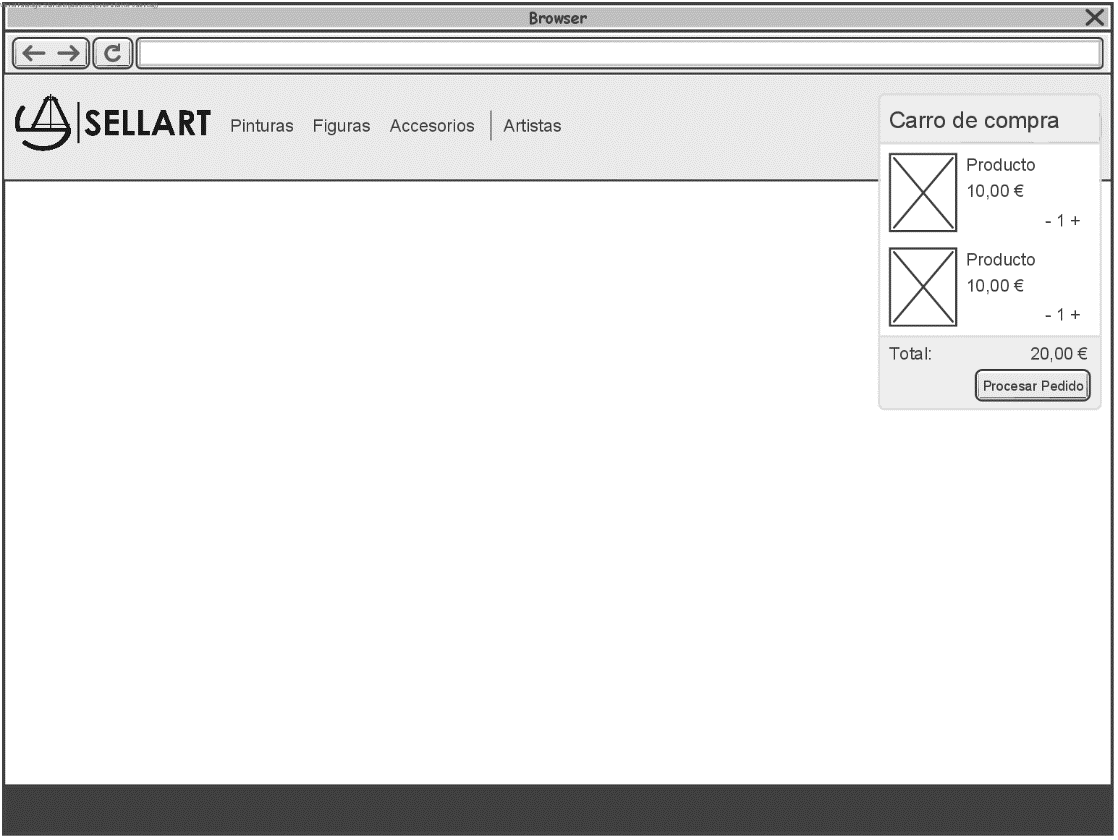 Browser
SELLART
Pinturas Figuras Accesorios Artistas
Carro de compra
Producto
10,00 €
- 1 +
Producto
10,00 €
- 1 +
Total: 20,00 €
Procesar Pedido